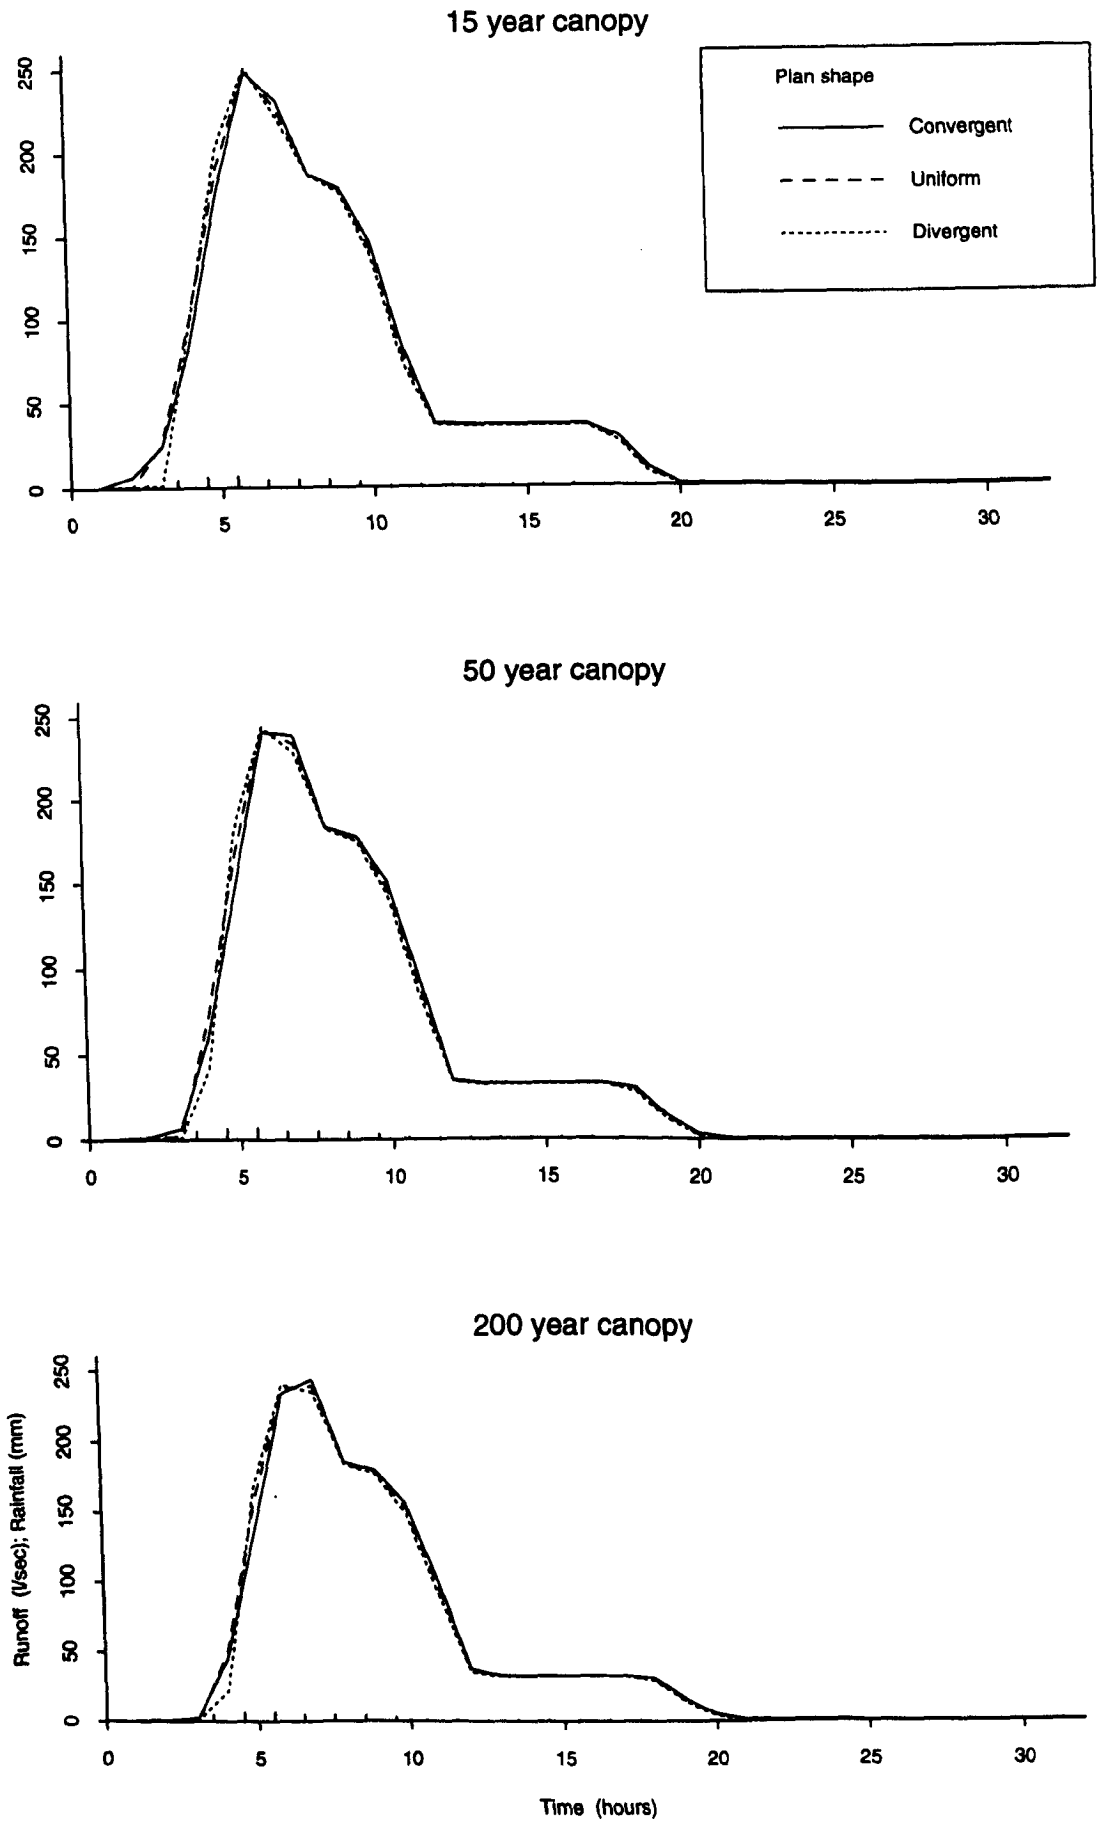 15 year canopy
Plan shape
Convergent
Uniform
Divergent
250
200
150
100
50
0
0 5 10 15 20 25 30
50 year canopy
250
200
150
100
50
0
0 5 10 15 20 25 30
200 year canopy
250
200
150
100
50
0
Runoff (l/sec); Rainfall (mm)
0 5 10 15 20 25 30
Time (hours)